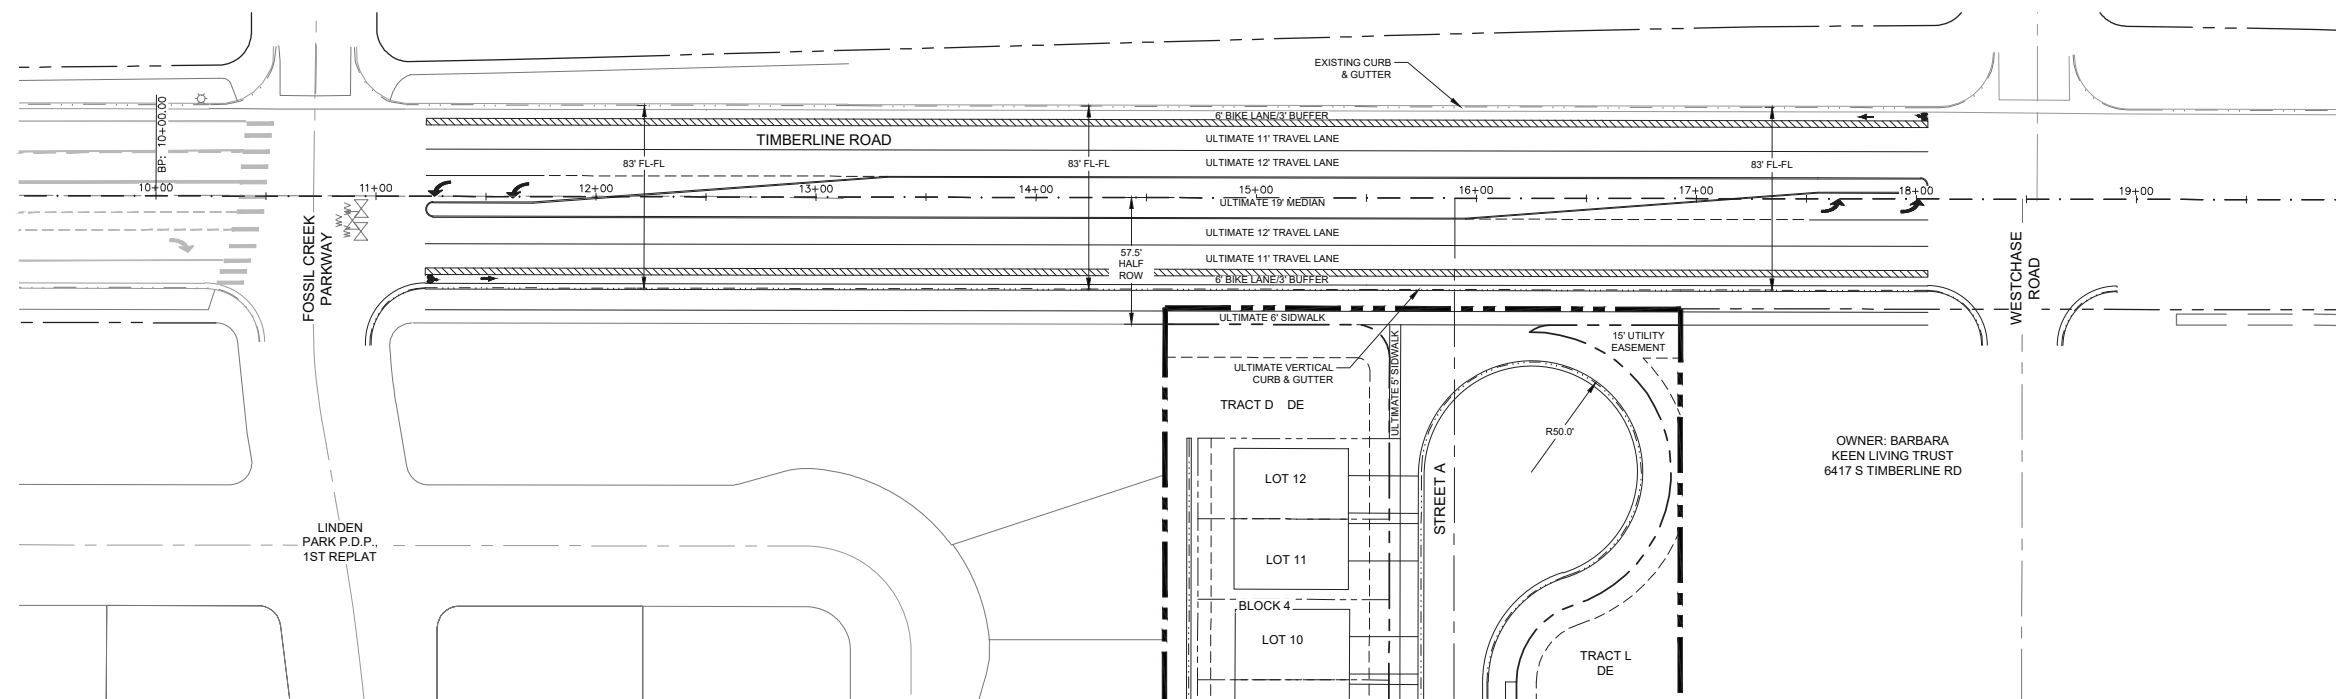 EXISTING CURB
& GUTTER
BP: 10+00.00
6' BIKE LANE/3' BUFFER
TIMBERLINE ROAD
ULTIMATE 11' TRAVEL LANE
83' FL-FL
83' FL-FL
ULTIMATE 12' TRAVEL LANE
83' FL-FL
10+00
11+00
12+00
13+00
14+00
15+00
16+00
17+00
18+00
19+00
ULTIMATE 19' MEDIAN
WV
WV
WV
FOSSIL CREEK
PARKWAY
ULTIMATE 12' TRAVEL LANE
57.5'
HALF
ROW
ULTIMATE 11' TRAVEL LANE
6' BIKE LANE/3' BUFFER
WESTCHASE
ROAD
ULTIMATE 6' SIDWALK
15' UTILITY
EASEMENT
ULTIMATE VERTICAL
CURB & GUTTER
ULTIMATE 5' SIDWALK
TRACT D DE
R50.0'
OWNER: BARBARA
KEEN LIVING TRUST
6417 S TIMBERLINE RD
LOT 12
STREET A
LINDEN
PARK P.D.P.,
1ST REPLAT
LOT 11
BLOCK 4
LOT 10
TRACT L
DE